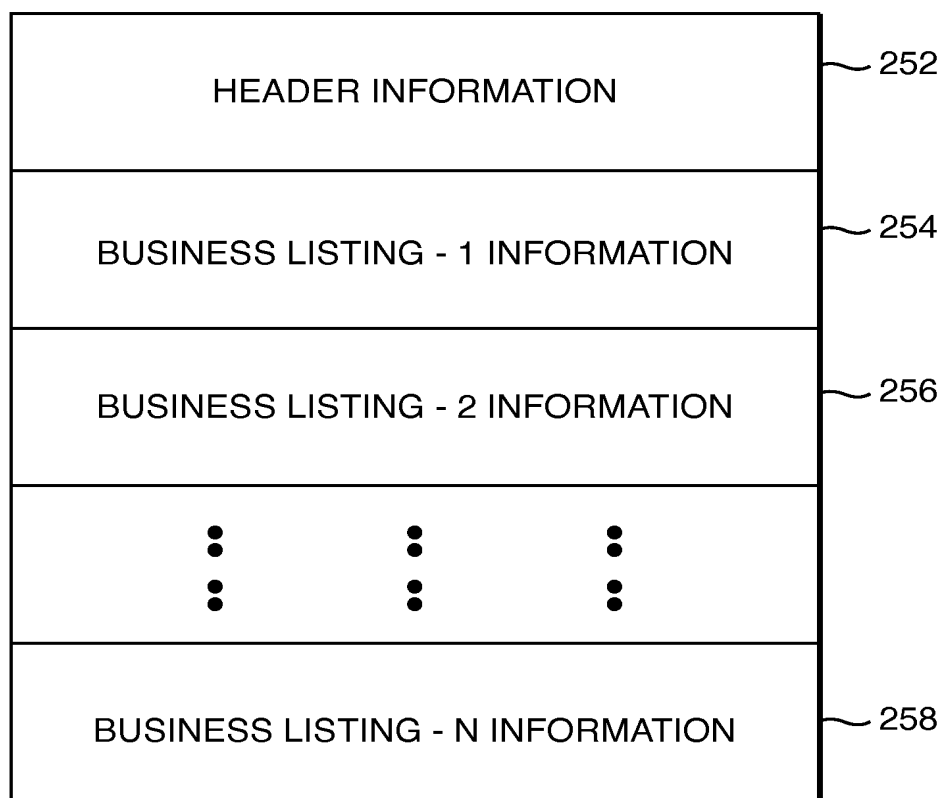 HEADER INFORMATION
252
BUSINESS LISTING - 1 INFORMATION
254
BUSINESS LISTING - 2 INFORMATION
256
BUSINESS LISTING - N INFORMATION
258